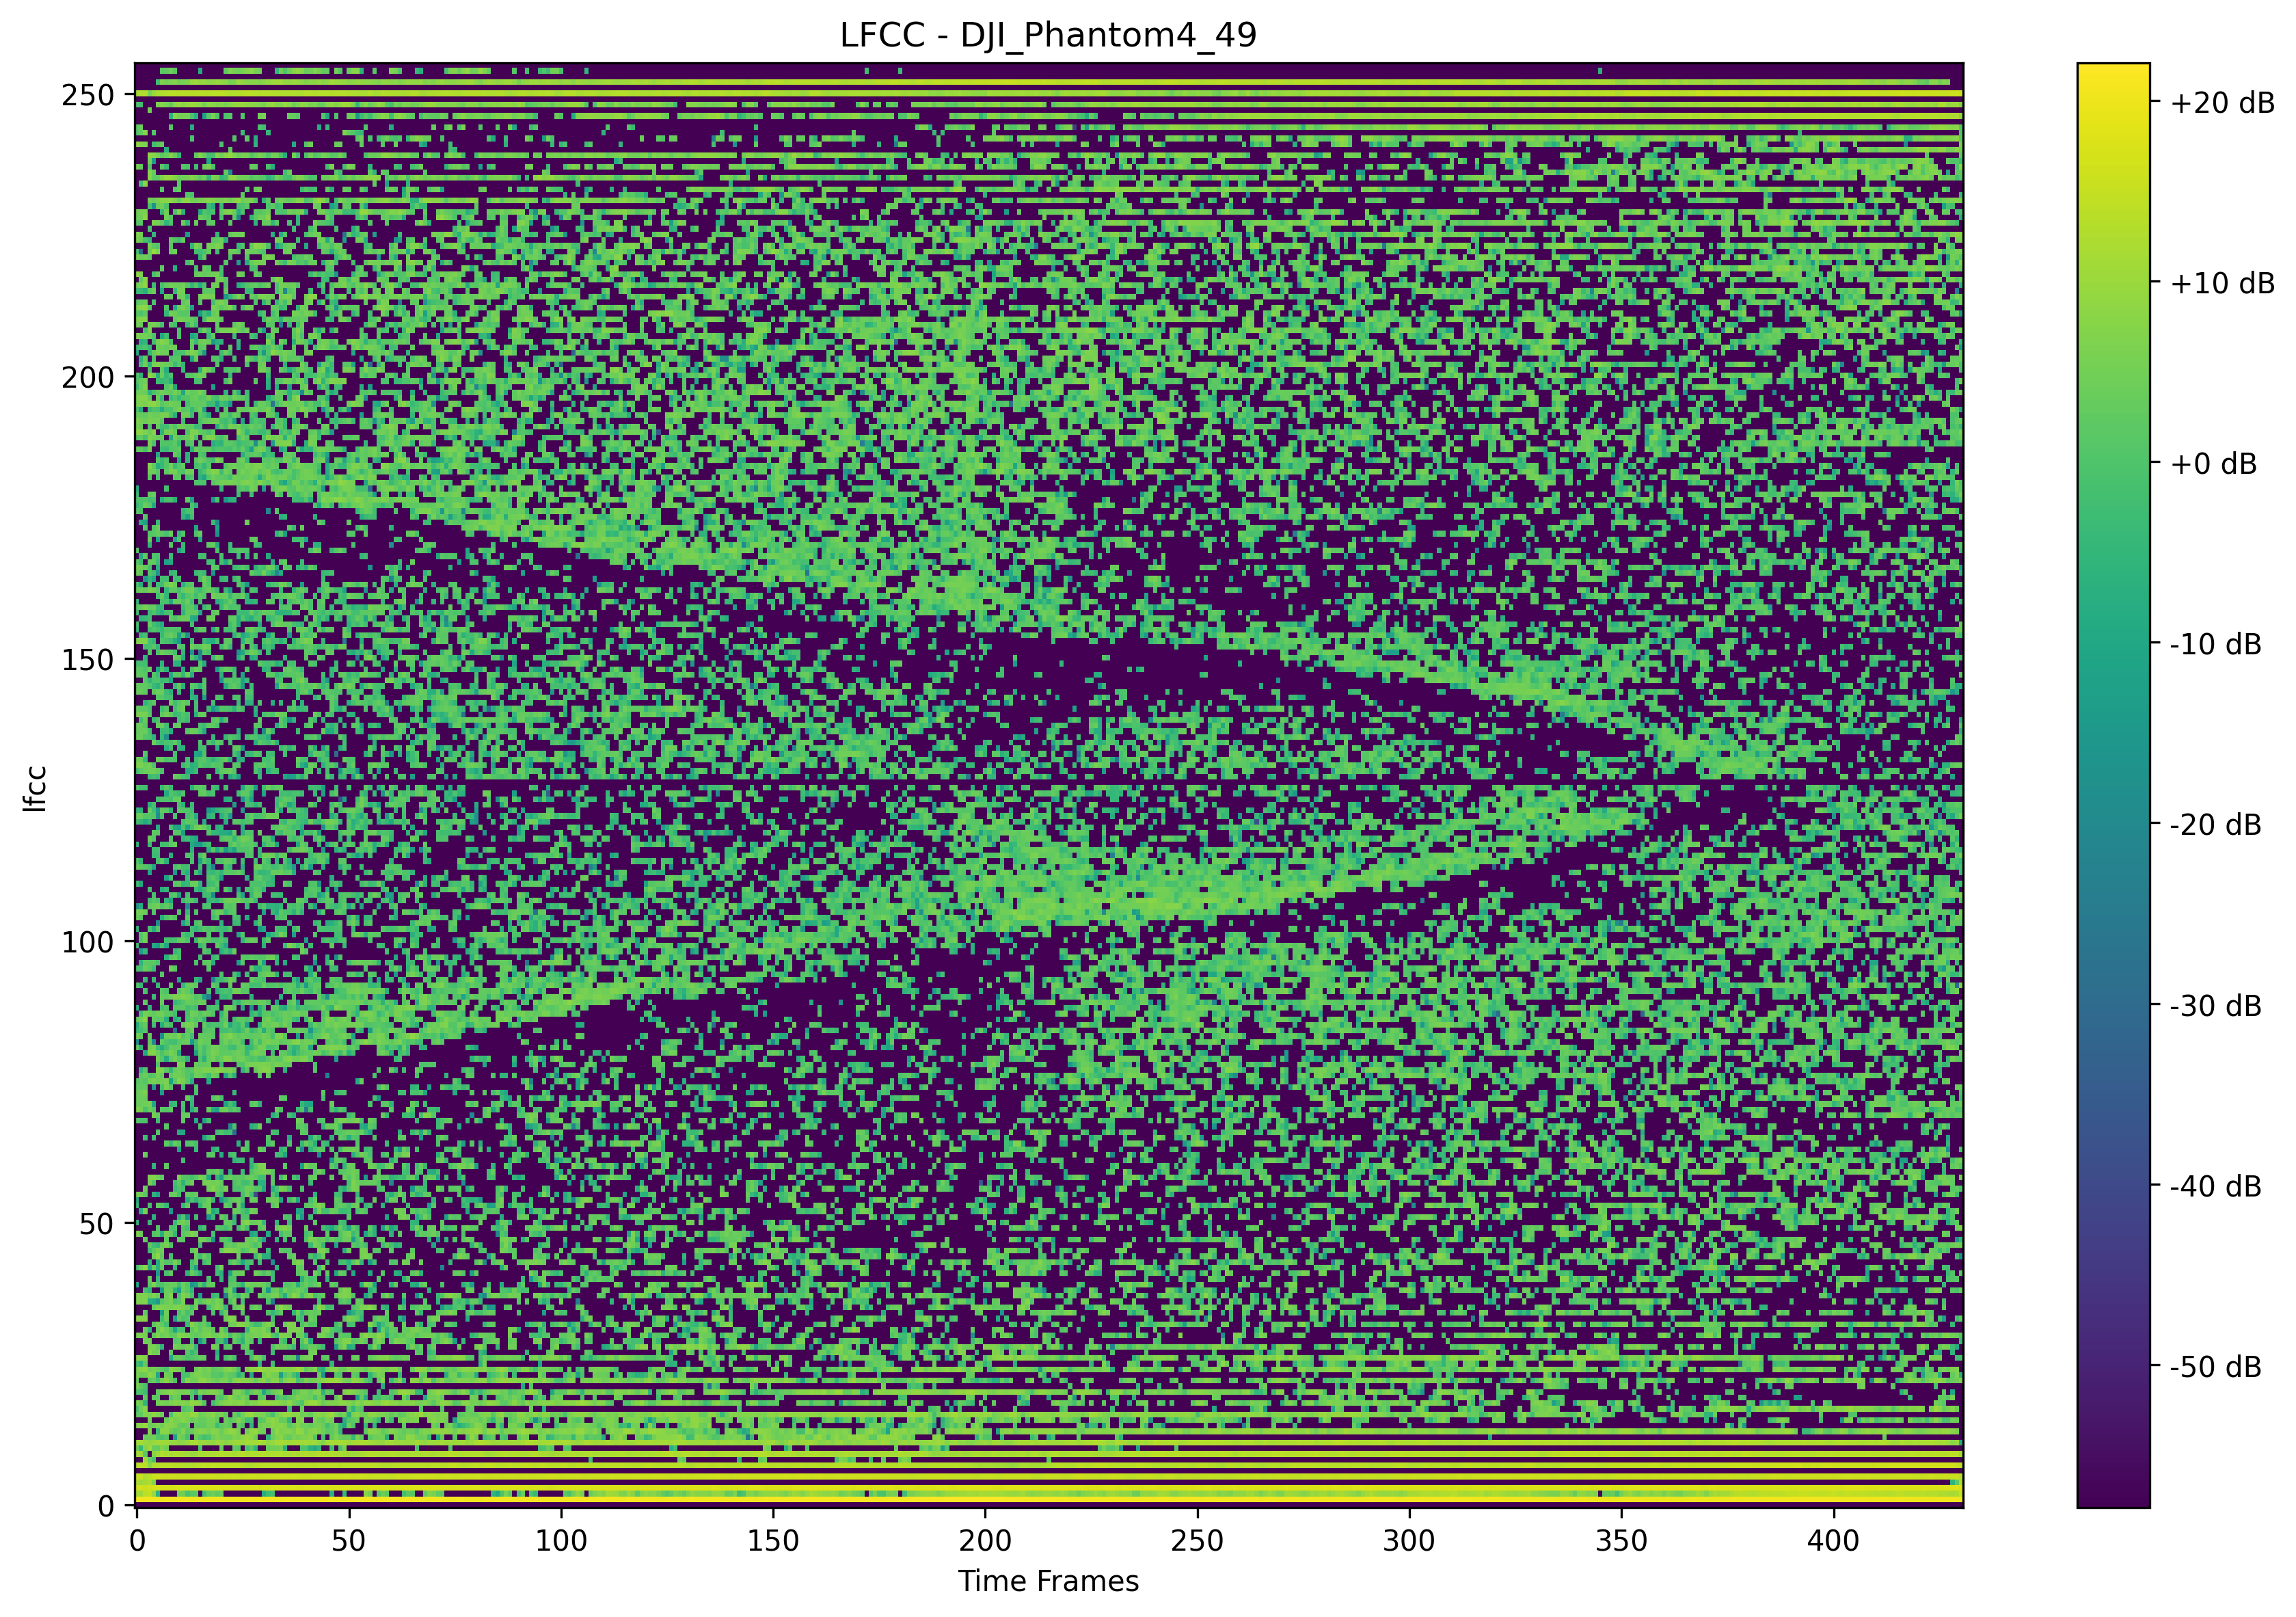 LFCC - DJI_Phantom4_49
250
200
150
100
50
0
lfcc
0 50 100 150 200 250 300 350 400
Time Frames
+20 dB
+10 dB
+0 dB
-10 dB
-20 dB
-30 dB
-40 dB
-50 dB